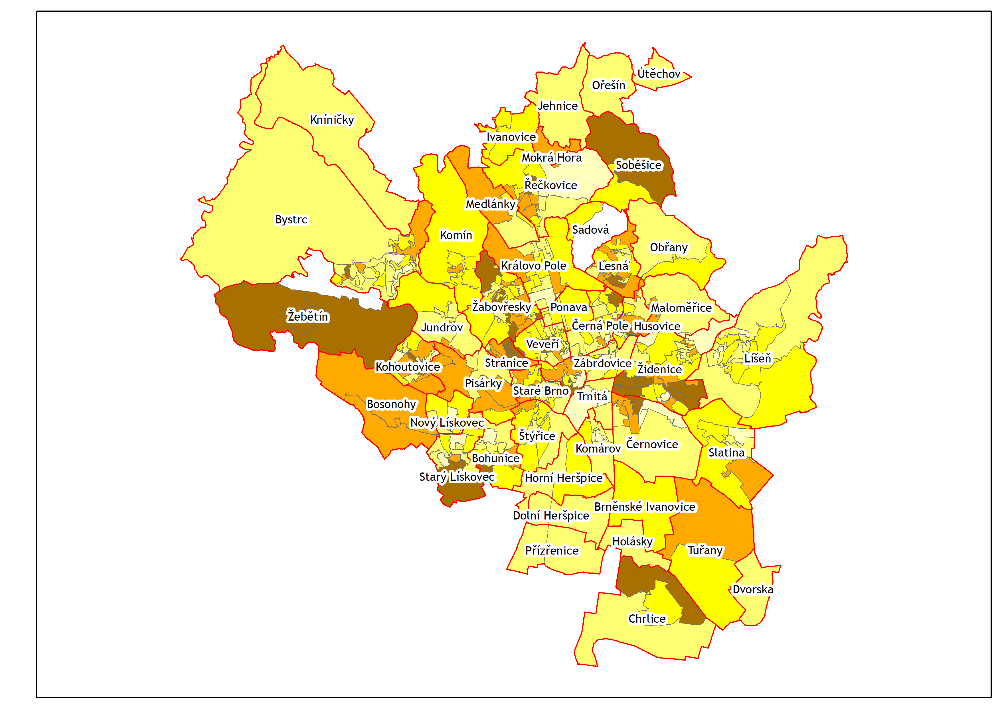 Útěchov
Ořešín
Jehnice
Kníničky
Ivanovice
Mokrá Hora
Soběšice
Řečkovice
Medlánky
Bystrc
Sadová
Komín
Obřany
Královo Pole
Lesná
Žabovřesky
Ponava
Maloměřice
Žebětín
Jundrov
Černá Pole
Husovice
Veveří
Líšeň
Stránice
Zábrdovice
Kohoutovice
Židenice
Pisárky
Staré Brno
Trnitá
Bosonohy
Nový Lískovec
Štýřice
Černovice
Komárov
Slatina
Bohunice
Starý Lískovec
Horní Heršpice
Brněnské Ivanovice
Dolní Heršpice
Holásky
Přízřenice
Tuřany
Dvorska
Chrlice